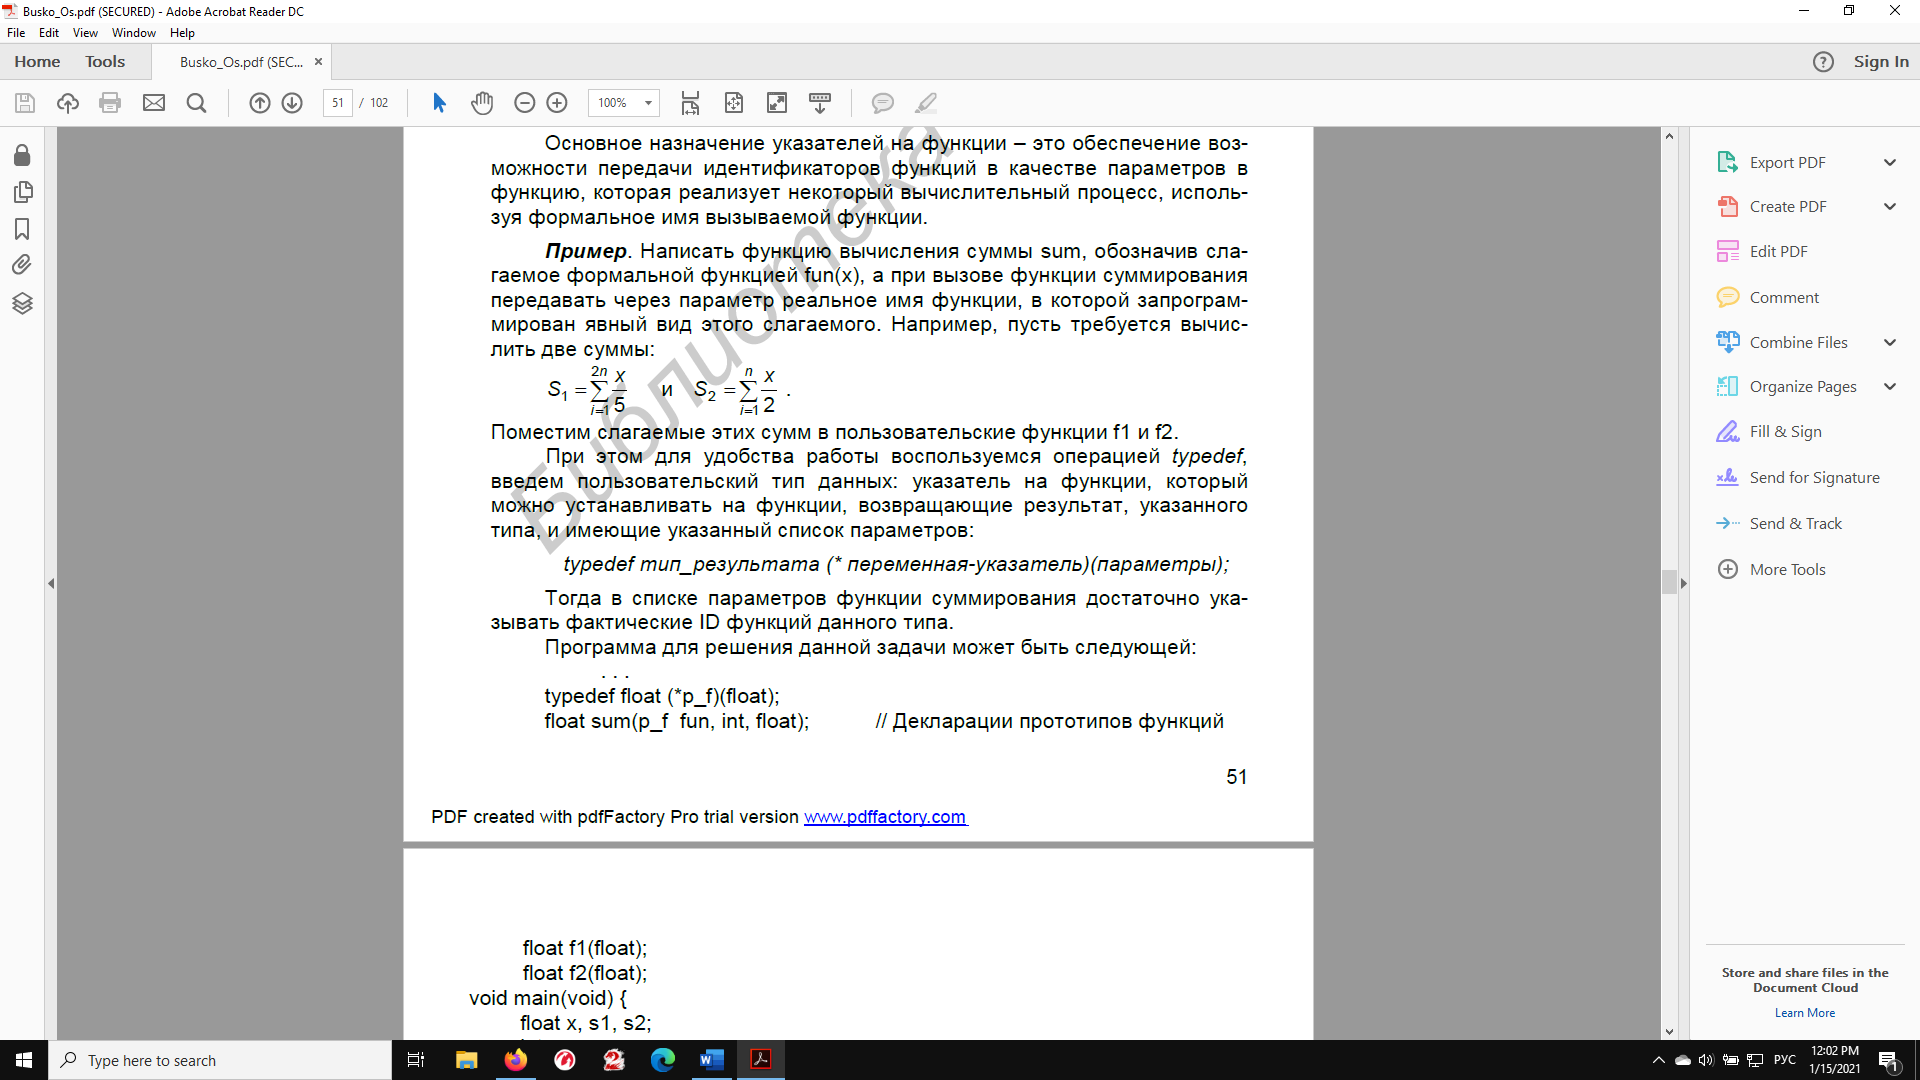 Busko_Os.pdf (SECURED) - Adobe Acrobat Reader DC
File Edit View Window Help
Home Tools Busko_Os.pdf (SEC... × Sign In
51 / 102 100%
Основное назначение указателей на функции – это обеспечение воз-
можности передачи идентификаторов функций в качестве параметров в
функцию, которая реализует некоторый вычислительный процесс, исполь-
зуя формальное имя вызываемой функции.
Пример. Написать функцию вычисления суммы sum, обозначив сла-
гаемое формальной функцией fun(x), а при вызове функции суммирования
передавать через параметр реальное имя функции, в которой запрограм-
мирован явный вид этого слагаемого. Например, пусть требуется вычис-
лить две суммы:
S1 = ∑ i=1 2n x/5 и S2 = ∑ i=1 n x/2 .
Поместим слагаемые этих сумм в пользовательские функции f1 и f2.
При этом для удобства работы воспользуемся операцией typedef,
введем пользовательский тип данных: указатель на функции, который
можно устанавливать на функции, возвращающие результат, указанного
типа, и имеющие указанный список параметров:
typedef тип_результата (* переменная-указатель)(параметры);
Тогда в списке параметров функции суммирования достаточно ука-
зывать фактические ID функций данного типа.
Программа для решения данной задачи может быть следующей:
. . .
typedef float (*p_f)(float);
float sum(p_f fun, int, float); // Декларации прототипов функций
51
PDF created with pdfFactory Pro trial version www.pdffactory.com
Библиотека
float f1(float);
float f2(float);
void main(void) {
float x, s1, s2;
Export PDF
Create PDF
Edit PDF
Comment
Combine Files
Organize Pages
Fill & Sign
Send for Signature
Send & Track
More Tools
Store and share files in the
Document Cloud
Learn More
Type here to search
РУС
12:02 PM
1/15/2021
1